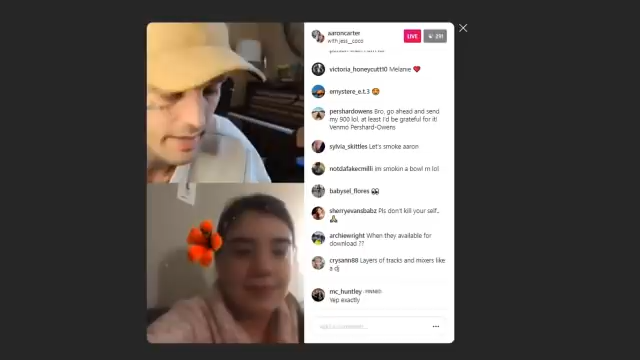 aaroncarter
with jess_coco
LIVE
victoria_honeycutt10 Melanie
emystere_e.t.3
pershardowens Bro, go ahead and send
my 900 lol. at least i'd be grateful for it!
Venmo Pershard-Owens
sylvia_skittles Let's smoke aaron
notdafakecmilli Im smokin a bowl rn lol
babysel_flores
sherryevansbabz Pls don't kill your self..
archiewright When they available for
download ??
crysann88 Layers of tracks and mixers like
a dj
mc_huntley · PINNED
Yep exactly
Add a comment...